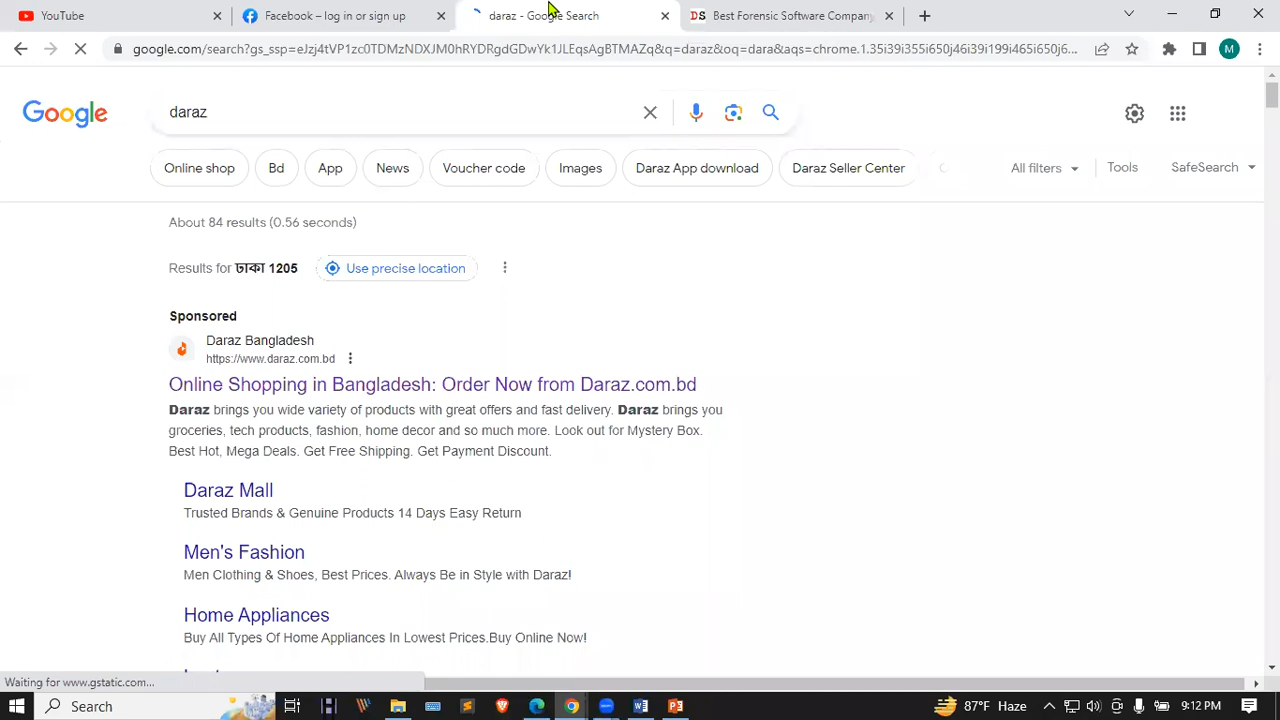 YouTube
Facebook – log in or sign up
daraz - Google Search
DS Best Forensic Software Company
google.com/search?gs_ssp=eJzj4tVP1zc0TDMzNDXJM0hRYDRgdGDwYk1JLEqsAgBTMAZq&q=daraz&oq=dara&aqs=chrome.1.35i39i355i650j46i39i199i465i650j6...
M
Google
daraz
Online shop
Bd
App
News
Voucher code
Images
Daraz App download
Daraz Seller Center
All filters
Tools
SafeSearch
About 84 results (0.56 seconds)
Results for ঢাকা 1205
Use precise location
Sponsored
Daraz Bangladesh
https://www.daraz.com.bd
Online Shopping in Bangladesh: Order Now from Daraz.com.bd
Daraz brings you wide variety of products with great offers and fast delivery. Daraz brings you
groceries, tech products, fashion, home decor and so much more. Look out for Mystery Box.
Best Hot, Mega Deals. Get Free Shipping. Get Payment Discount.
Daraz Mall
Trusted Brands & Genuine Products 14 Days Easy Return
Men's Fashion
Men Clothing & Shoes, Best Prices. Always Be in Style with Daraz!
Home Appliances
Buy All Types Of Home Appliances In Lowest Prices.Buy Online Now!
Waiting for www.gstatic.com...
Search
87°F Haze
9:12 PM